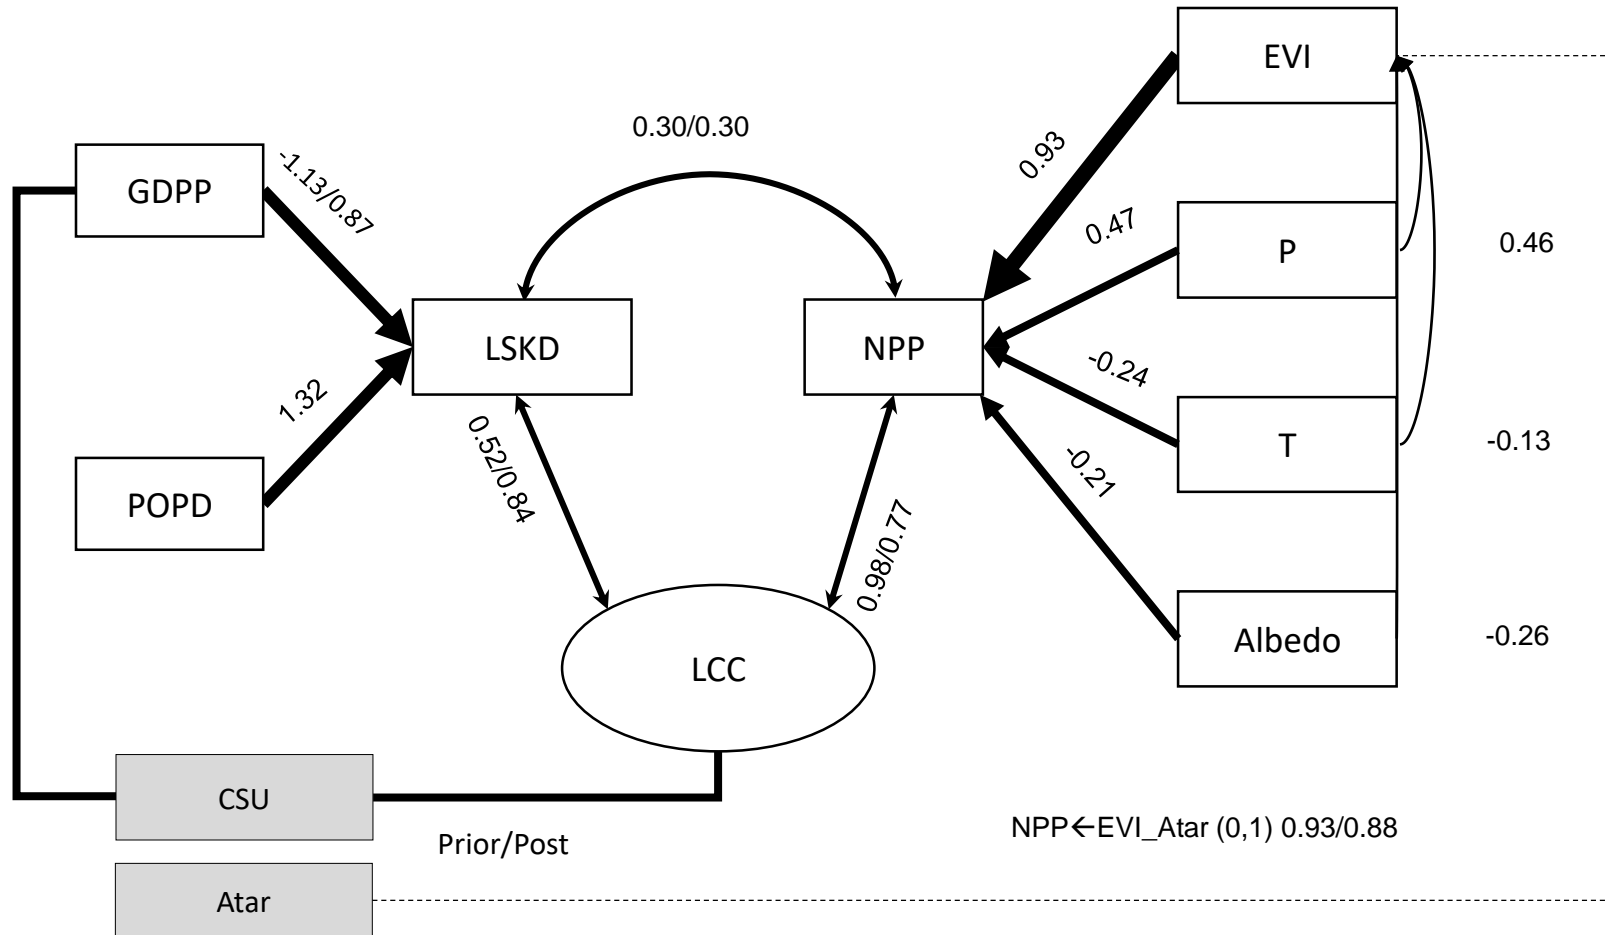 EVI
0.30/0.30
0.93
GDPP
-1.13/0.87
0.47
P
0.46
LSKD
NPP
-0.24
1.32
T
-0.13
0.52/0.84
-0.21
POPD
0.98/0.77
Albedo
-0.26
LCC
CSU
NPP←EVI_Atar (0,1) 0.93/0.88
Prior/Post
Atar